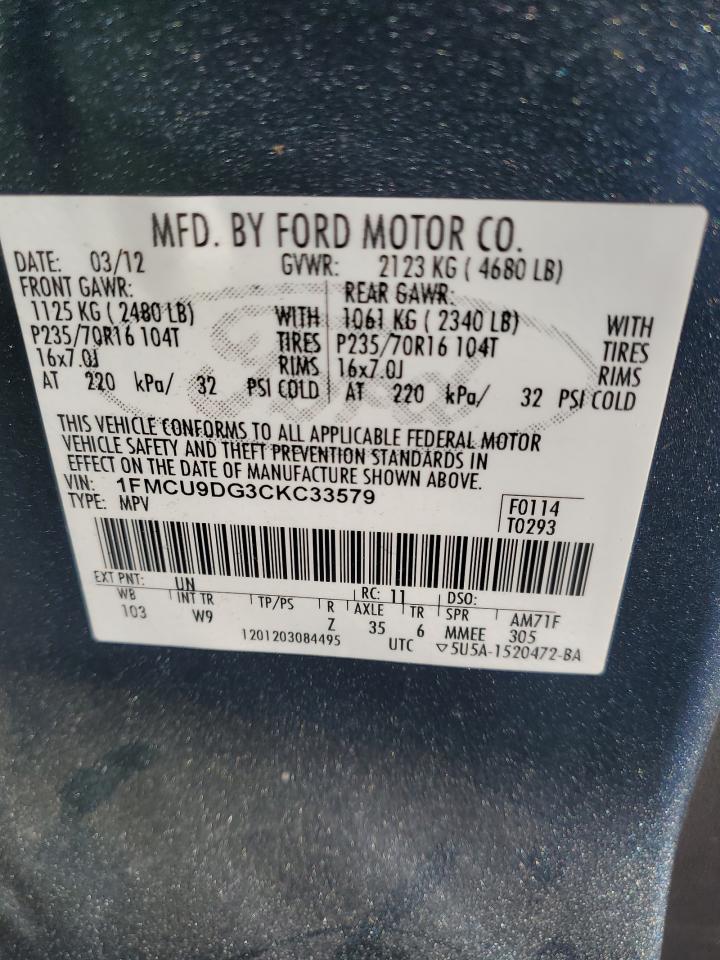 MFD. BY FORD MOTOR CO.
DATE: 03/12 GVWR: 2123 KG ( 4680 LB)
FRONT GAWR: REAR GAWR:
1125 KG ( 2480 LB) WITH 1061 KG ( 2340 LB) WITH
P235/70R16 104T TIRES P235/70R16 104T TIRES
16x7.0J RIMS 16x7.0J RIMS
AT 220 kPa/ 32 PSI COLD AT 220 kPa/ 32 PSI COLD
Ford
THIS VEHICLE CONFORMS TO ALL APPLICABLE FEDERAL MOTOR
VEHICLE SAFETY AND THEFT PREVENTION STANDARDS IN
EFFECT ON THE DATE OF MANUFACTURE SHOWN ABOVE.
VIN: 1FMCU9DG3CKC33579 F0114
TYPE: MPV T0293
EXT PNT: UN RC: 11 DSO:
WB INT TR TP/PS R AXLE TR SPR AM71F
103 W9 Z 35 6 MMEE 305
1201203084495 UTC ▽5U5A-1520472-BA